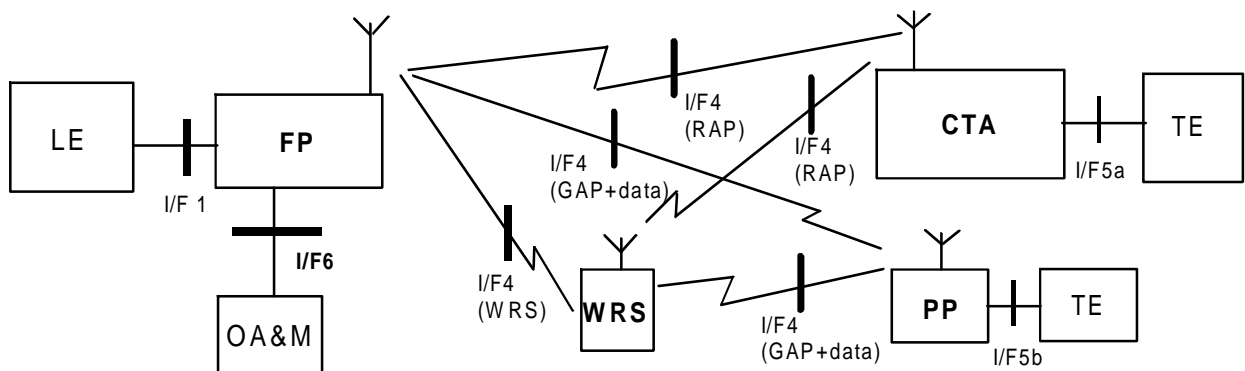 LE
I/F 1
FP
I/F6
OA&M
I/F4
(RAP)
I/F4
(GAP+data)
I/F4
(RAP)
I/F4
(WRS)
WRS
I/F4
(GAP+data)
CTA
I/F5a
TE
PP
I/F5b
TE